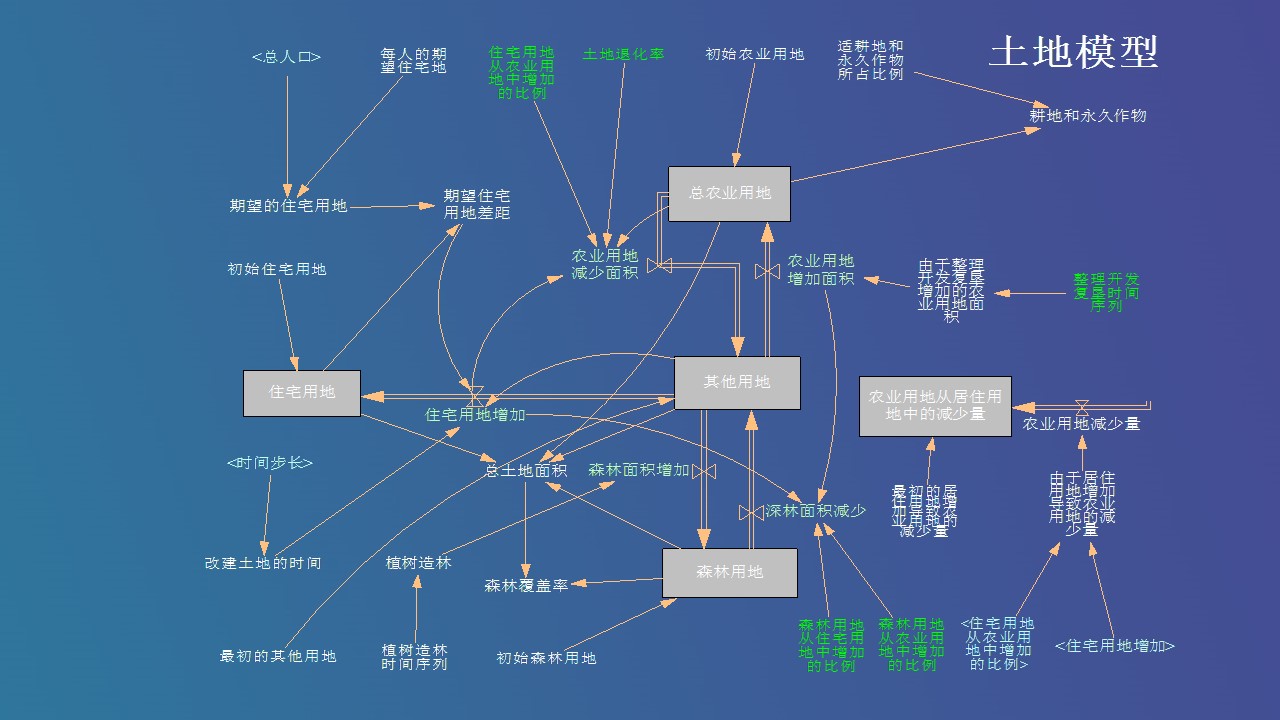 土地模型
<总人口>
每人的期
望住宅地
住宅用地
从农业用
地中增加
的比例
土地退化率
初始农业用地
适耕地和
永久作物
所占比例
耕地和永久作物
期望的住宅用地
期望住宅
用地差距
总农业用地
初始住宅用地
农业用地
减少面积
农业用地
增加面积
由于整理
开发的复垦
增加的农
业用地面
积
整理开发
复垦时间
序列
住宅用地
其他用地
农业用地从居住用
地中的减少量
住宅用地增加
农业用地减少量
<时间步长>
总土地面积
森林面积增加
最初的居
住用地增
加导致农
业用地的
减少量
由于居住
用地增加
导致农业
用地的减
少量
深林面积减少
改建土地的时间
植树造林
森林覆盖率
森林用地
最初的其他用地
植树造林
时间序列
初始森林用地
森林用地
从住宅用
地中增加
的比例
森林用地
从农业用
地中增加
的比例
<住宅用地
从农业用
地中增加
的比例>
<住宅用地增加>